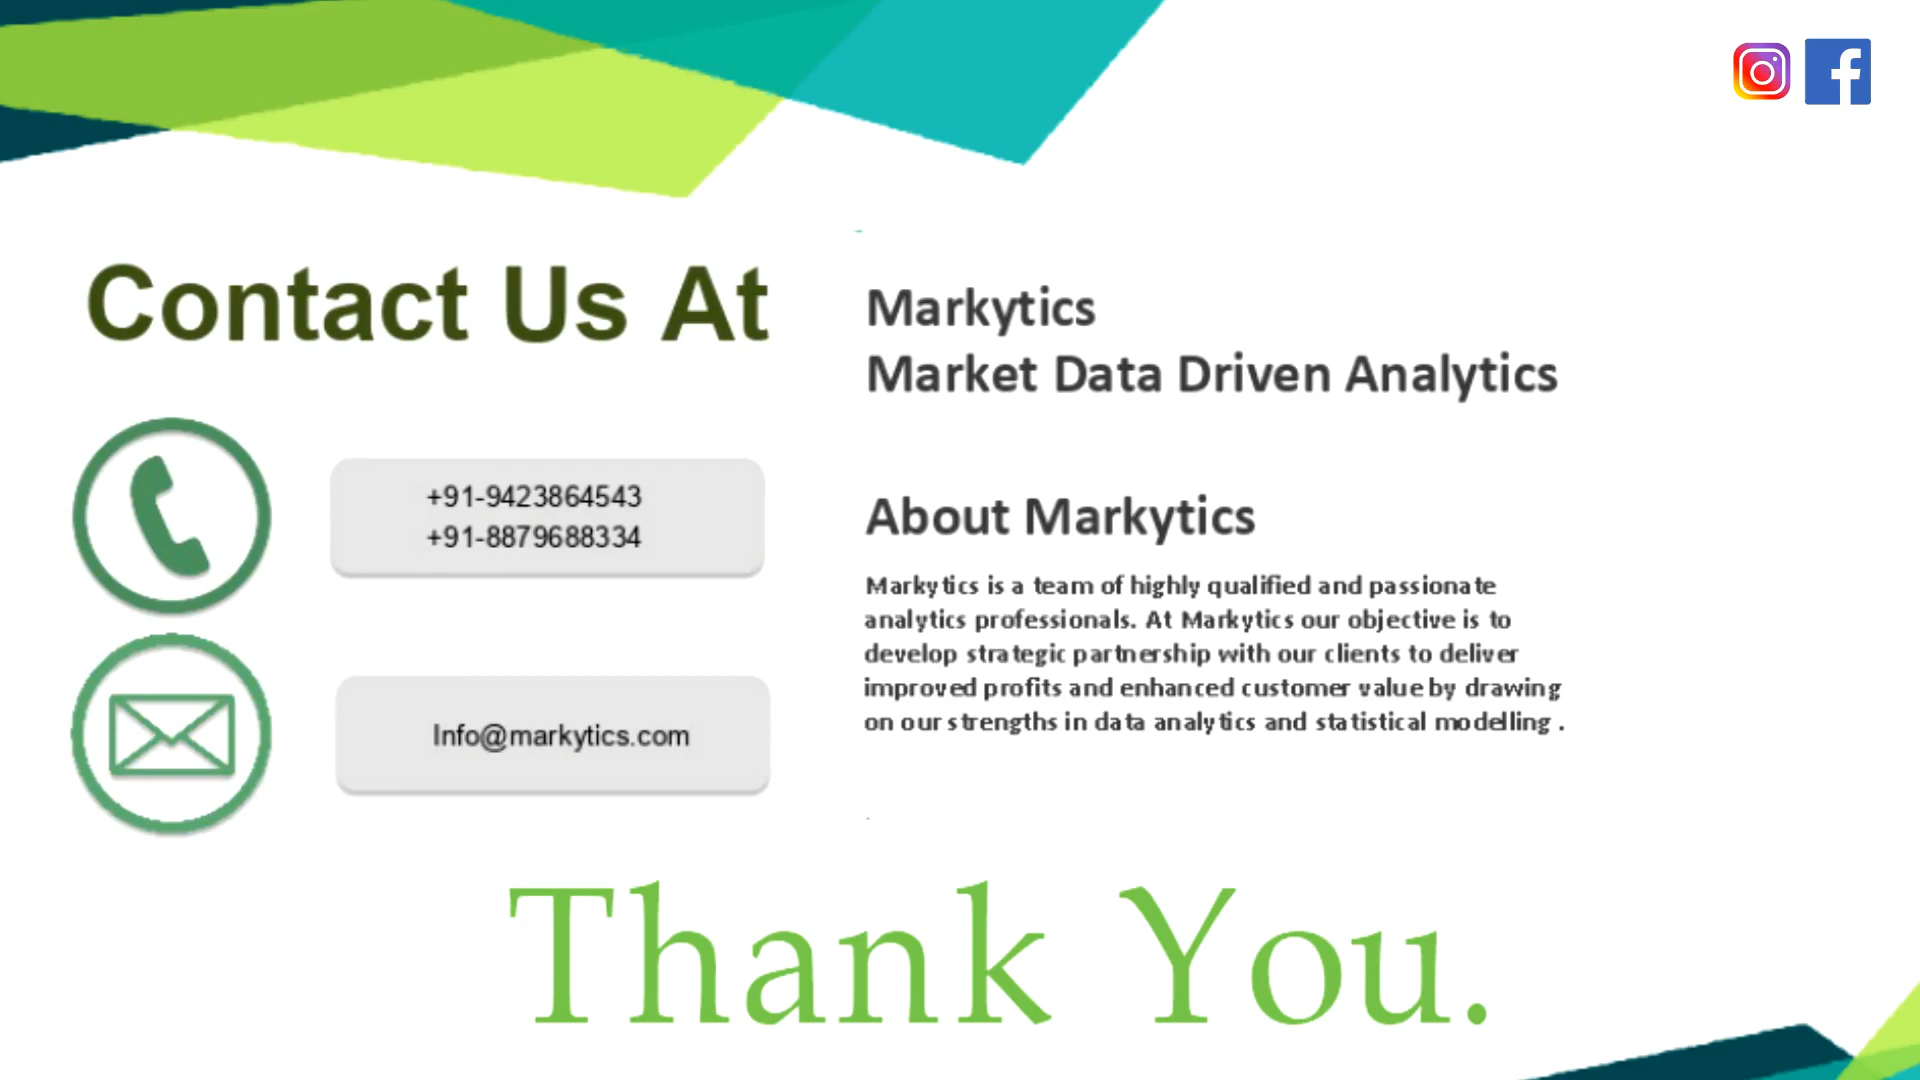 Contact Us At
+91-9423864543
+91-8879688334
Info@markytics.com
Markytics
Market Data Driven Analytics
About Markytics
Markytics is a team of highly qualified and passionate
analytics professionals. At Markytics our objective is to
develop strategic partnership with our clients to deliver
improved profits and enhanced customer value by drawing
on our strengths in data analytics and statistical modelling .
Thank You.